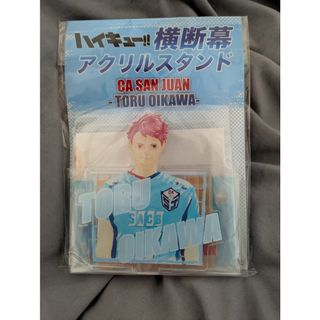 ハイキュー!! 横断幕
アクリルスタンド
CA SAN JUAN
- TORU OIKAWA-
TORU
OIKAWA